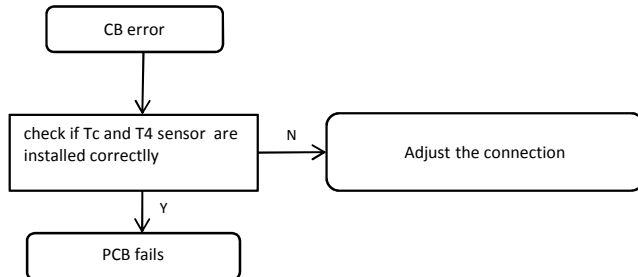 CB error
check if Tc and T4 sensor are
installed correctlly
N
Adjust the connection
Y
PCB fails